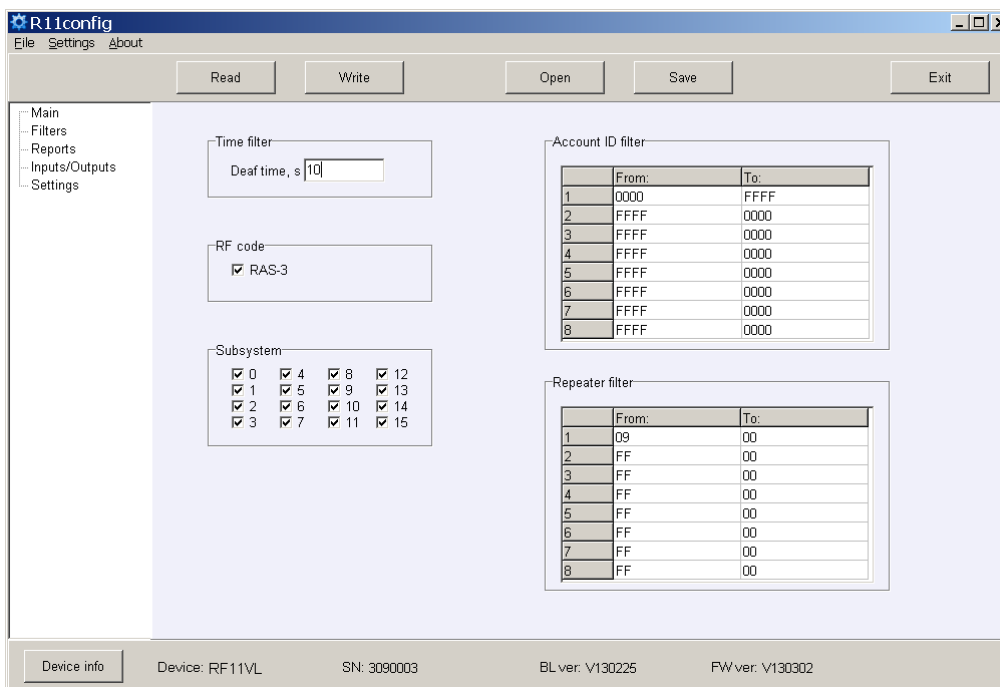 R11config
File Settings About
Read Write Open Save Exit
Main
Filters
Reports
Inputs/Outputs
Settings
Time filter
Deaf time, s 10
RF code
RAS-3
Subsystem
0 4 8 12
1 5 9 13
2 6 10 14
3 7 11 15
Account ID filter
From: To:
1 0000 FFFF
2 FFFF 0000
3 FFFF 0000
4 FFFF 0000
5 FFFF 0000
6 FFFF 0000
7 FFFF 0000
8 FFFF 0000
Repeater filter
From: To:
1 09 00
2 FF 00
3 FF 00
4 FF 00
5 FF 00
6 FF 00
7 FF 00
8 FF 00
Device info Device: RF11VL SN: 3090003 BL ver: V130225 FW ver: V130302